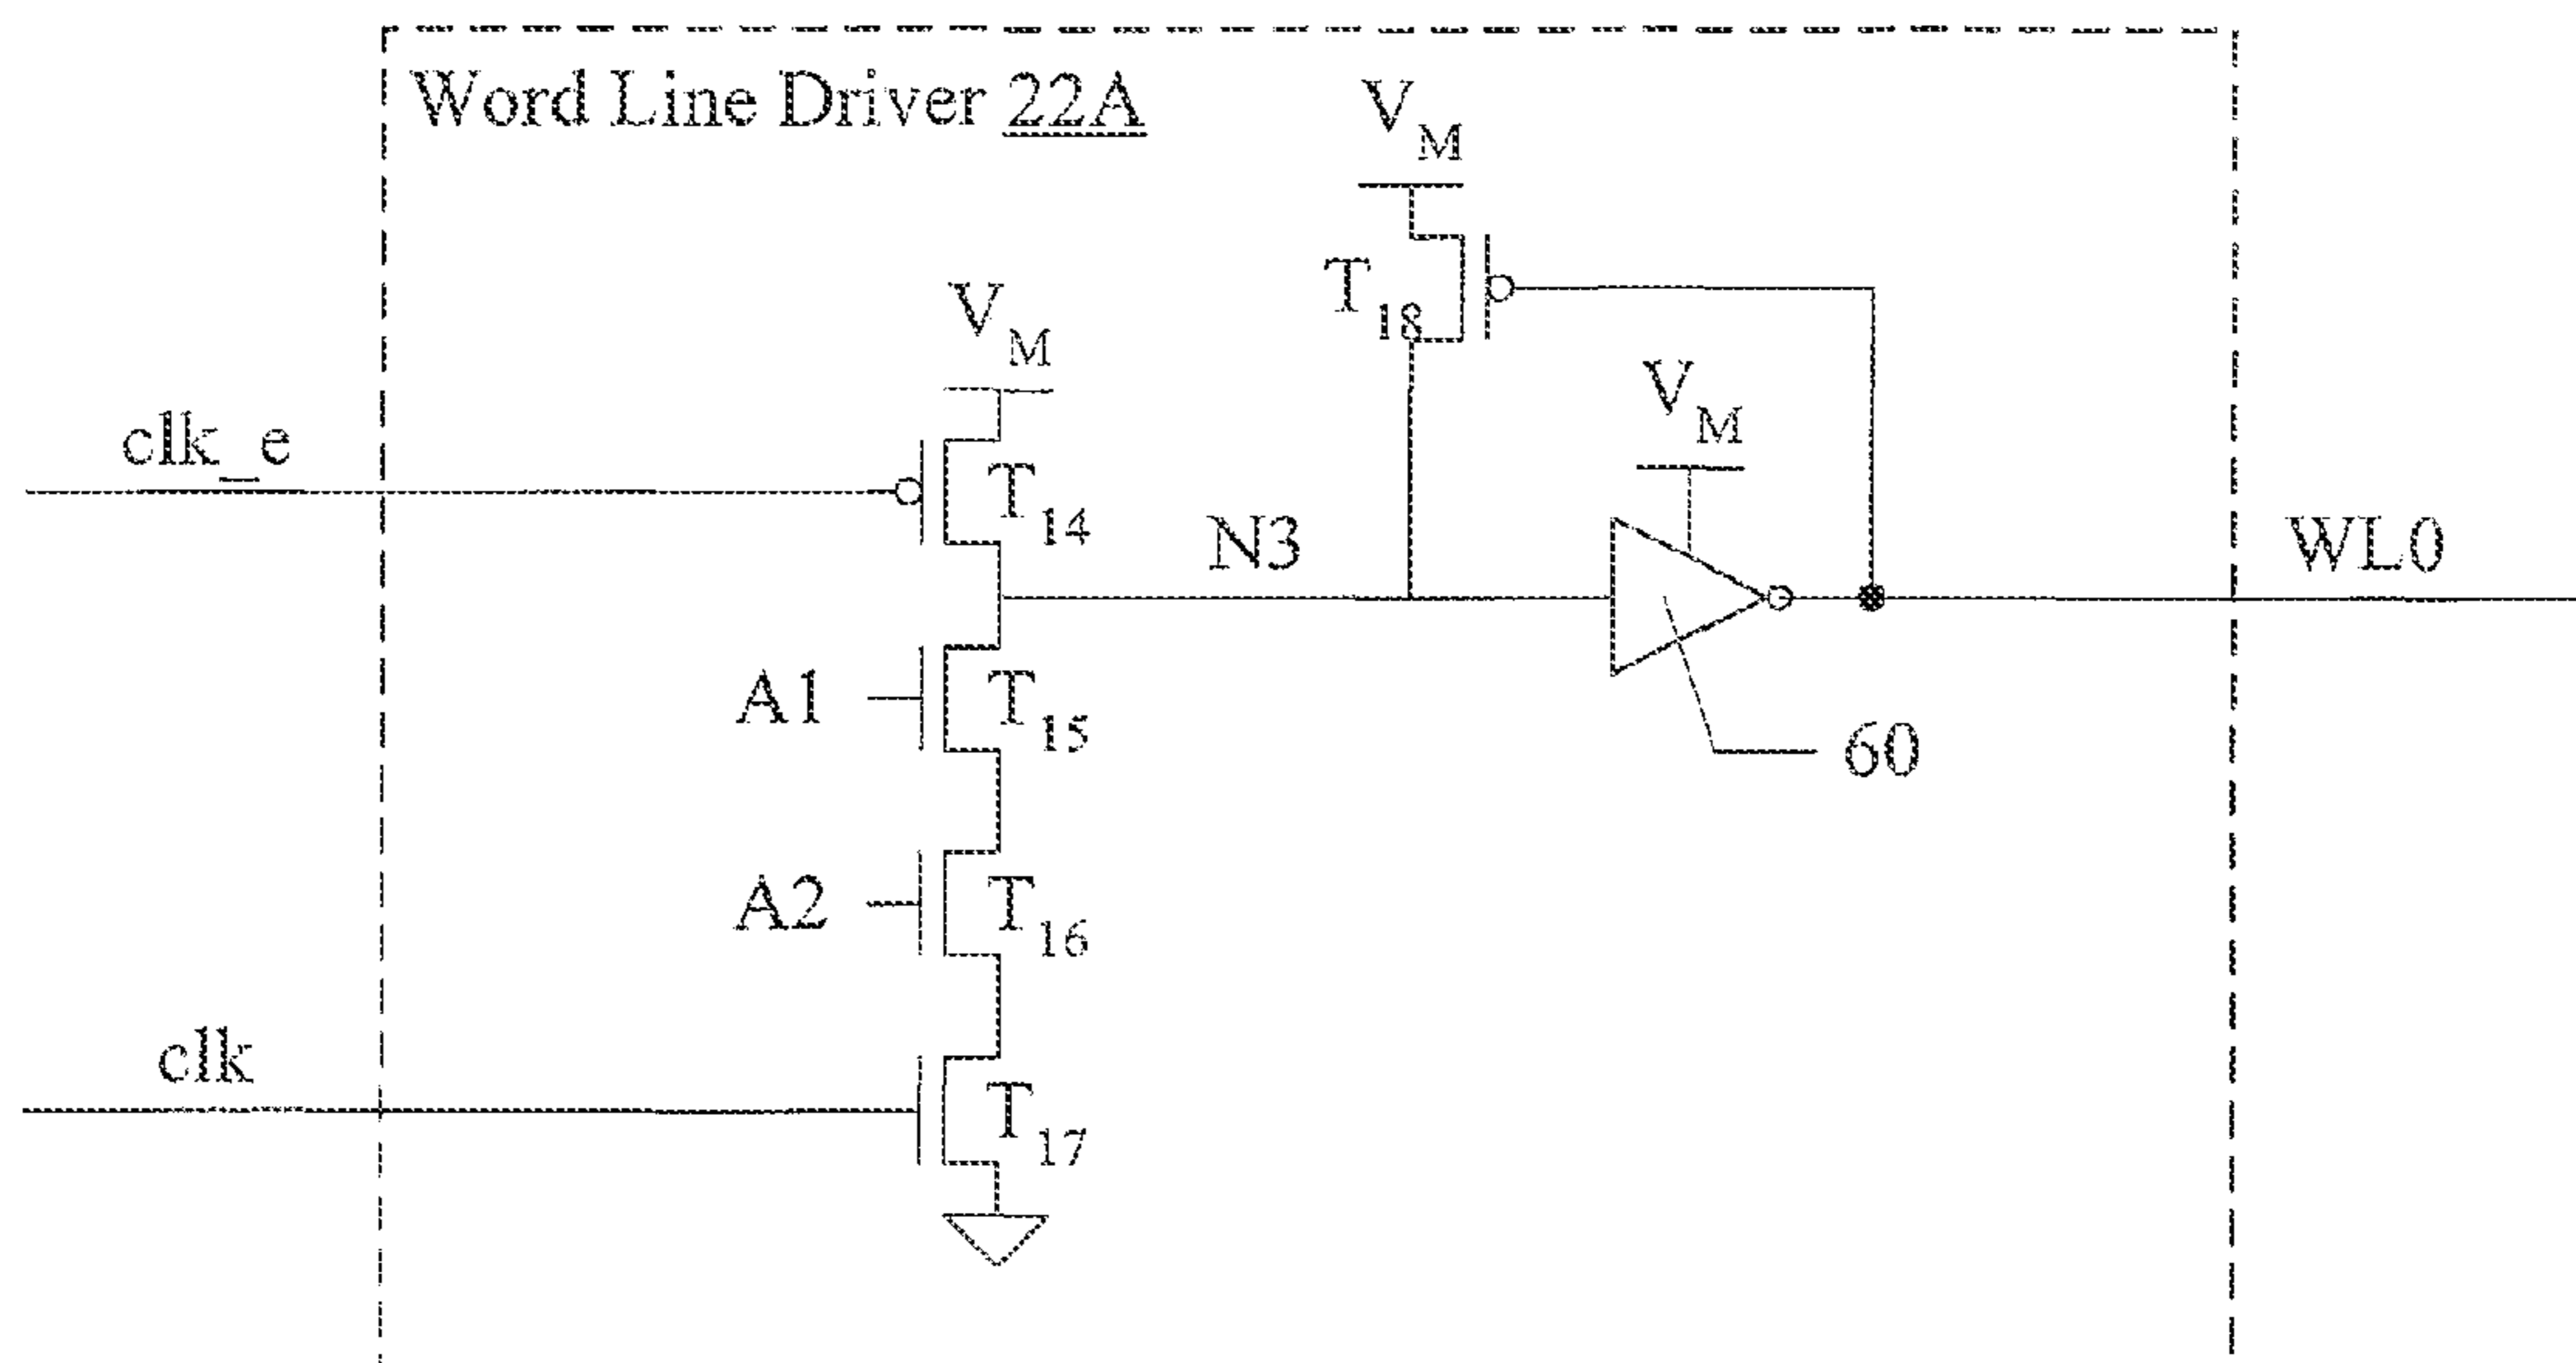 Word Line Driver 22A
VM
T18
VM
clk_e
T14
VM
N3
WL0
A1
T15
60
A2
T16
clk
T17